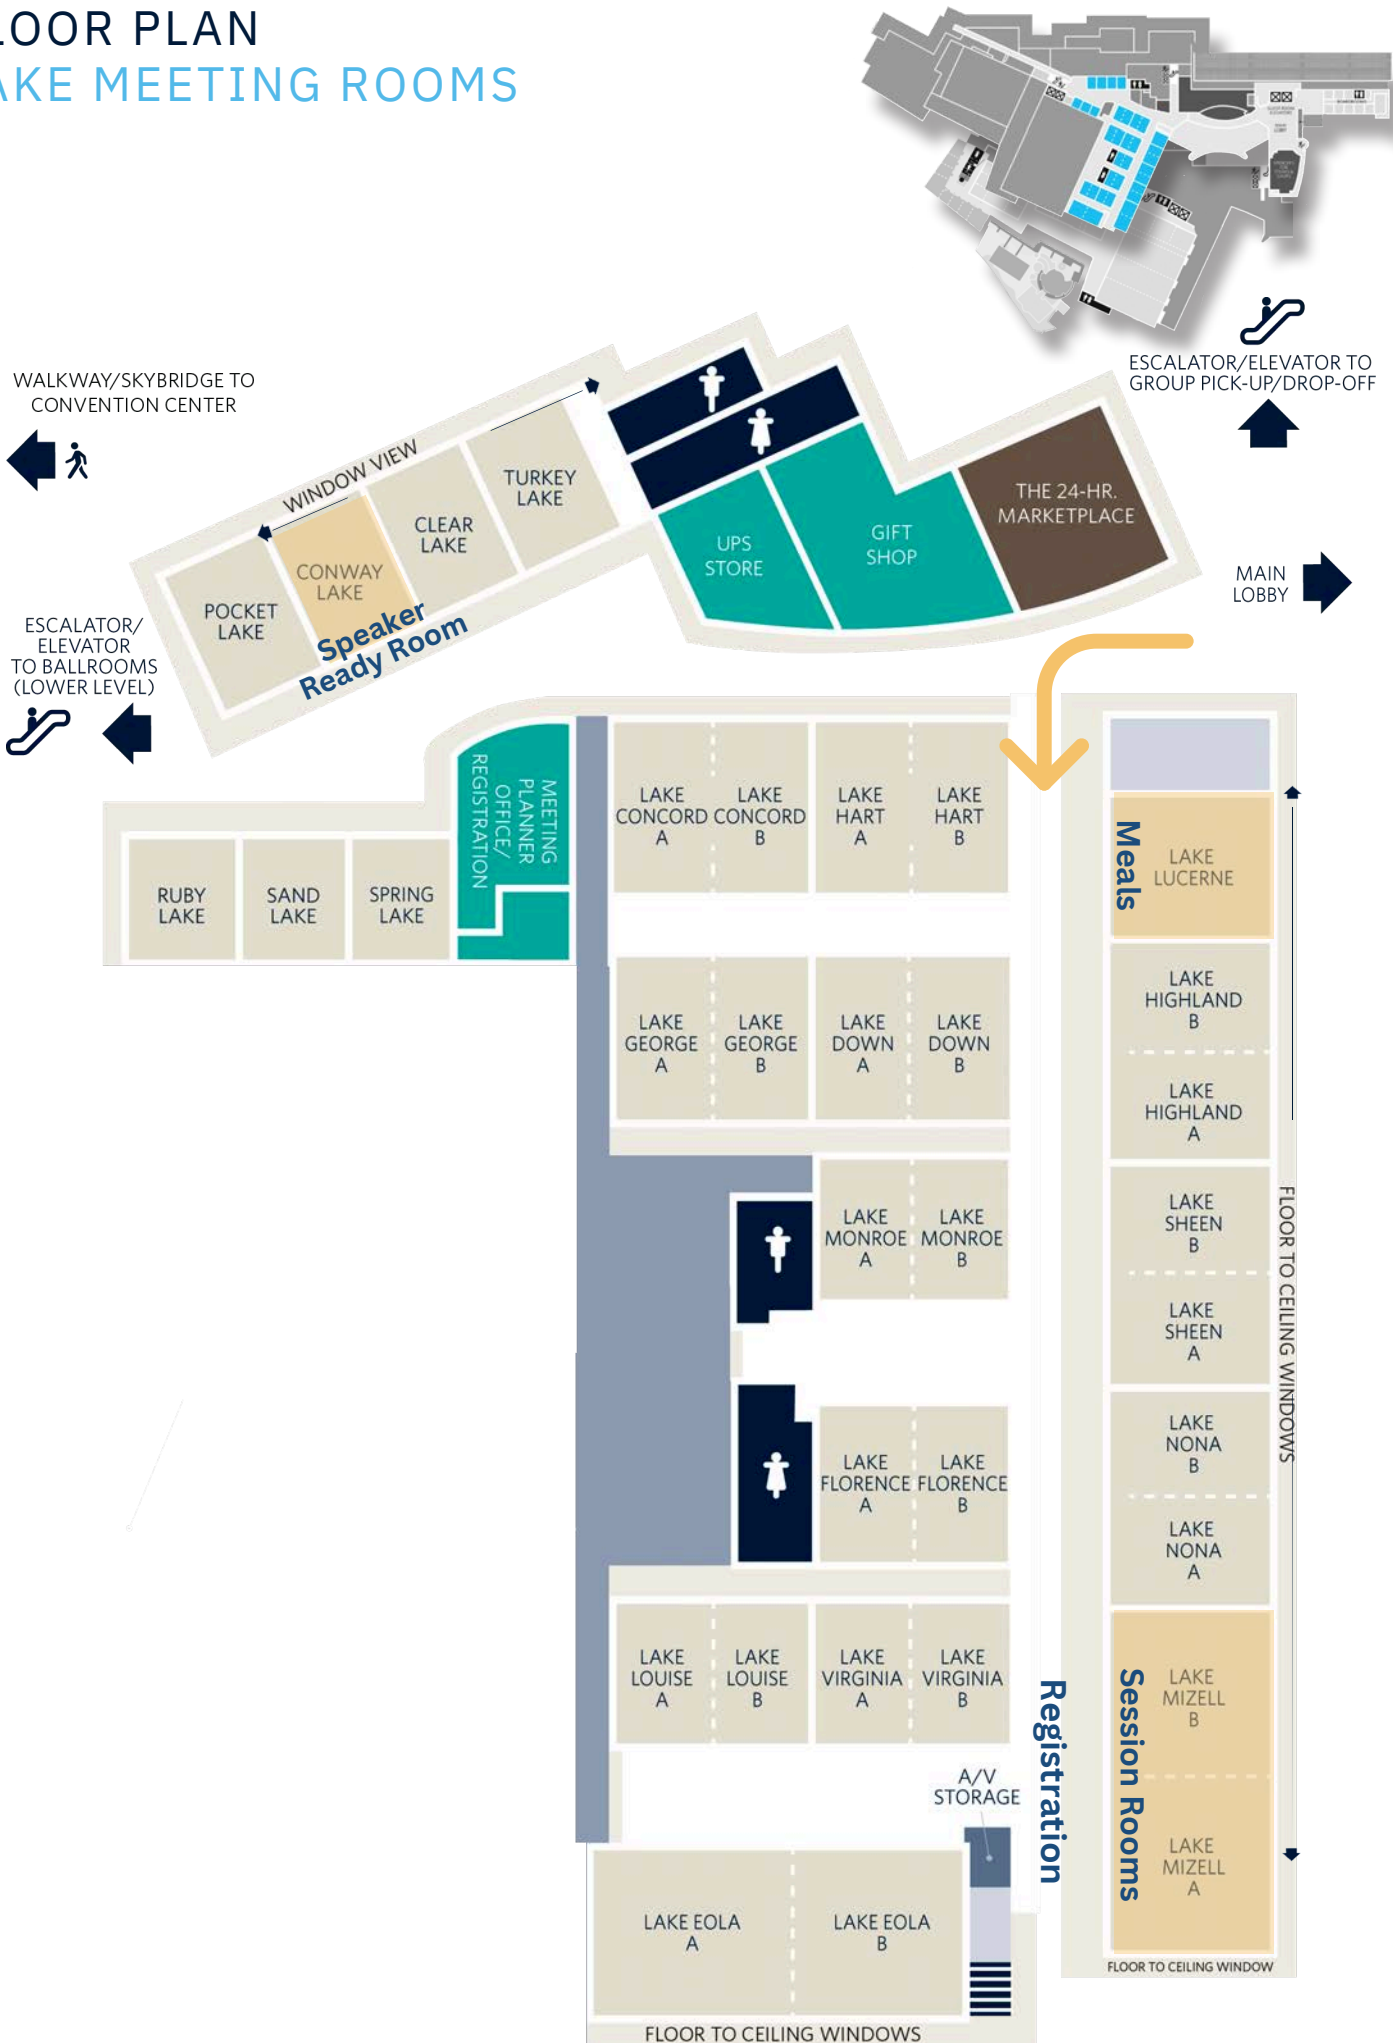 LOOR PLAN
AKE MEETING ROOMS
ESCALATOR/ELEVATOR TO
GROUP PICK-UP/DROP-OFF
WALKWAY/SKYBRIDGE TO
CONVENTION CENTER
WINDOW VIEW
TURKEY
LAKE
CLEAR
LAKE
CONWAY
LAKE
POCKET
LAKE
Speaker
Ready Room
UPS
STORE
GIFT
SHOP
THE 24-HR.
MARKETPLACE
MAIN
LOBBY
ESCALATOR/
ELEVATOR
TO BALLROOMS
(LOWER LEVEL)
MEETING
PLANNER
OFFICE/
REGISTRATION
RUBY
LAKE
SAND
LAKE
SPRING
LAKE
LAKE
CONCORD
A
LAKE
CONCORD
B
LAKE
HART
A
LAKE
HART
B
Meals
LAKE
LUCERNE
LAKE
GEORGE
A
LAKE
GEORGE
B
LAKE
DOWN
A
LAKE
DOWN
B
LAKE
HIGHLAND
B
LAKE
HIGHLAND
A
LAKE
MONROE
A
LAKE
MONROE
B
LAKE
SHEEN
B
LAKE
SHEEN
A
FLOOR TO CEILING WINDOWS
LAKE
FLORENCE
A
LAKE
FLORENCE
B
LAKE
NONA
B
LAKE
NONA
A
LAKE
LOUISE
A
LAKE
LOUISE
B
LAKE
VIRGINIA
A
LAKE
VIRGINIA
B
Registration
Session Rooms
LAKE
MIZELL
B
LAKE
MIZELL
A
A/V
STORAGE
LAKE EOLA
A
LAKE EOLA
B
FLOOR TO CEILING WINDOW
FLOOR TO CEILING WINDOWS